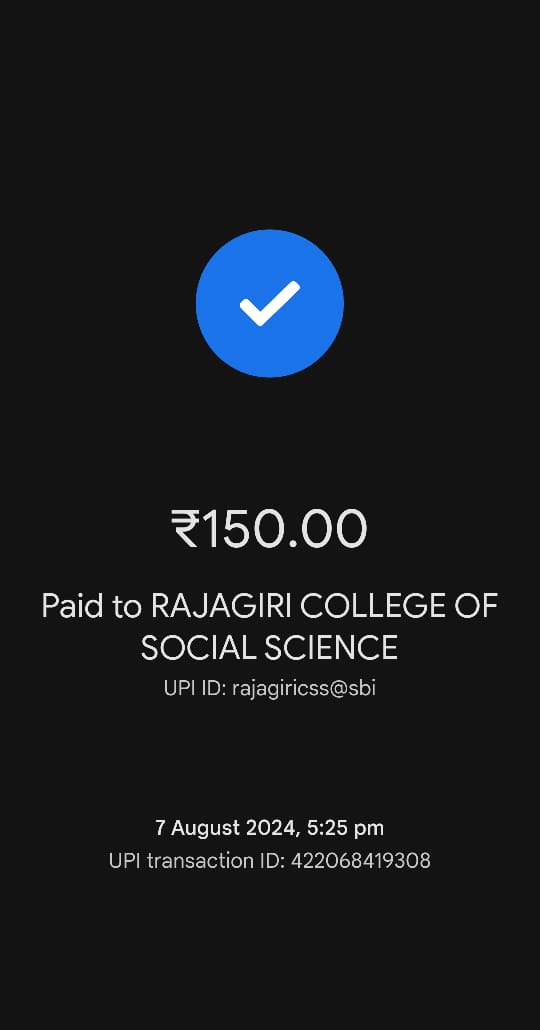 ₹150.00
Paid to RAJAGIRI COLLEGE OF
SOCIAL SCIENCE
UPI ID: rajagiricss@sbi
7 August 2024, 5:25 pm
UPI transaction ID: 422068419308